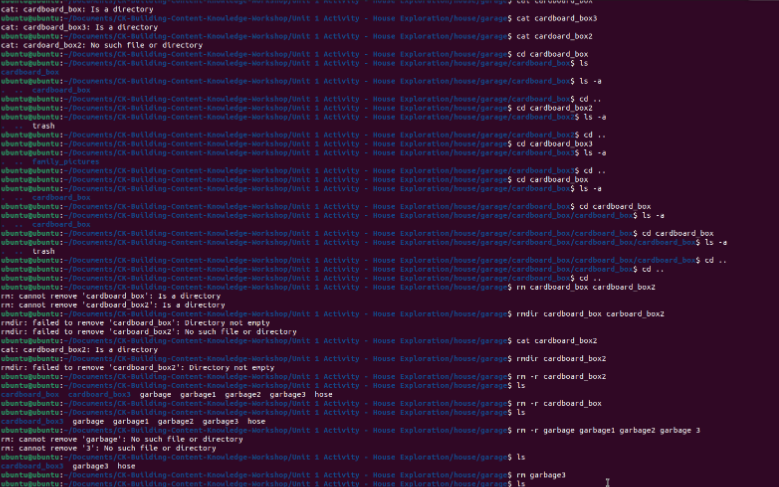 $ cat cardboard_box
cat: cardboard_box: Is a directory
ubuntu@ubuntu:~/Documents/CK-Building-Content-Knowledge-Workshop/Unit 1 Activity - House Exploration/house/garage$ cat cardboard_box3
cat: cardboard_box3: Is a directory
ubuntu@ubuntu:~/Documents/CK-Building-Content-Knowledge-Workshop/Unit 1 Activity - House Exploration/house/garage$ cat cardoard_box2
cat: cardoard_box2: No such file or directory
ubuntu@ubuntu:~/Documents/CK-Building-Content-Knowledge-Workshop/Unit 1 Activity - House Exploration/house/garage$ cd cardboard_box
ubuntu@ubuntu:~/Documents/CK-Building-Content-Knowledge-Workshop/Unit 1 Activity - House Exploration/house/garage/cardboard_box$ ls
cardboard_box
ubuntu@ubuntu:~/Documents/CK-Building-Content-Knowledge-Workshop/Unit 1 Activity - House Exploration/house/garage/cardboard_box$ ls -a
. .. cardboard_box
ubuntu@ubuntu:~/Documents/CK-Building-Content-Knowledge-Workshop/Unit 1 Activity - House Exploration/house/garage/cardboard_box$ cd ..
ubuntu@ubuntu:~/Documents/CK-Building-Content-Knowledge-Workshop/Unit 1 Activity - House Exploration/house/garage$ cd cardboard_box2
ubuntu@ubuntu:~/Documents/CK-Building-Content-Knowledge-Workshop/Unit 1 Activity - House Exploration/house/garage/cardboard_box2$ ls -a
. .. trash
ubuntu@ubuntu:~/Documents/CK-Building-Content-Knowledge-Workshop/Unit 1 Activity - House Exploration/house/garage/cardboard_box2$ cd ..
ubuntu@ubuntu:~/Documents/CK-Building-Content-Knowledge-Workshop/Unit 1 Activity - House Exploration/house/garage$ cd cardboard_box3
ubuntu@ubuntu:~/Documents/CK-Building-Content-Knowledge-Workshop/Unit 1 Activity - House Exploration/house/garage/cardboard_box3$ ls -a
. .. family_pictures
ubuntu@ubuntu:~/Documents/CK-Building-Content-Knowledge-Workshop/Unit 1 Activity - House Exploration/house/garage/cardboard_box3$ cd ..
ubuntu@ubuntu:~/Documents/CK-Building-Content-Knowledge-Workshop/Unit 1 Activity - House Exploration/house/garage$ cd cardboard_box
ubuntu@ubuntu:~/Documents/CK-Building-Content-Knowledge-Workshop/Unit 1 Activity - House Exploration/house/garage/cardboard_box$ ls -a
. .. cardboard_box
ubuntu@ubuntu:~/Documents/CK-Building-Content-Knowledge-Workshop/Unit 1 Activity - House Exploration/house/garage/cardboard_box$ cd cardboard_box
ubuntu@ubuntu:~/Documents/CK-Building-Content-Knowledge-Workshop/Unit 1 Activity - House Exploration/house/garage/cardboard_box/cardboard_box$ ls -a
. .. cardboard_box
ubuntu@ubuntu:~/Documents/CK-Building-Content-Knowledge-Workshop/Unit 1 Activity - House Exploration/house/garage/cardboard_box/cardboard_box$ cd cardboard_box
ubuntu@ubuntu:~/Documents/CK-Building-Content-Knowledge-Workshop/Unit 1 Activity - House Exploration/house/garage/cardboard_box/cardboard_box/cardboard_box$ ls -a
. .. trash
ubuntu@ubuntu:~/Documents/CK-Building-Content-Knowledge-Workshop/Unit 1 Activity - House Exploration/house/garage/cardboard_box/cardboard_box/cardboard_box$ cd ..
ubuntu@ubuntu:~/Documents/CK-Building-Content-Knowledge-Workshop/Unit 1 Activity - House Exploration/house/garage/cardboard_box/cardboard_box$ cd ..
ubuntu@ubuntu:~/Documents/CK-Building-Content-Knowledge-Workshop/Unit 1 Activity - House Exploration/house/garage/cardboard_box$ cd ..
ubuntu@ubuntu:~/Documents/CK-Building-Content-Knowledge-Workshop/Unit 1 Activity - House Exploration/house/garage$ rm cardboard_box cardboard_box2
rm: cannot remove 'cardboard_box': Is a directory
rm: cannot remove 'cardboard_box2': Is a directory
ubuntu@ubuntu:~/Documents/CK-Building-Content-Knowledge-Workshop/Unit 1 Activity - House Exploration/house/garage$ rmdir cardboard_box carboard_box2
rmdir: failed to remove 'cardboard_box': Directory not empty
rmdir: failed to remove 'carboard_box2': No such file or directory
ubuntu@ubuntu:~/Documents/CK-Building-Content-Knowledge-Workshop/Unit 1 Activity - House Exploration/house/garage$ cat cardboard_box2
cat: cardboard_box2: Is a directory
ubuntu@ubuntu:~/Documents/CK-Building-Content-Knowledge-Workshop/Unit 1 Activity - House Exploration/house/garage$ rmdir cardboard_box2
rmdir: failed to remove 'cardboard_box2': Directory not empty
ubuntu@ubuntu:~/Documents/CK-Building-Content-Knowledge-Workshop/Unit 1 Activity - House Exploration/house/garage$ rm -r cardboard_box2
ubuntu@ubuntu:~/Documents/CK-Building-Content-Knowledge-Workshop/Unit 1 Activity - House Exploration/house/garage$ ls
cardboard_box cardboard_box3 garbage garbage1 garbage2 garbage3 hose
ubuntu@ubuntu:~/Documents/CK-Building-Content-Knowledge-Workshop/Unit 1 Activity - House Exploration/house/garage$ rm -r cardboard_box
ubuntu@ubuntu:~/Documents/CK-Building-Content-Knowledge-Workshop/Unit 1 Activity - House Exploration/house/garage$ ls
cardboard_box3 garbage garbage1 garbage2 garbage3 hose
ubuntu@ubuntu:~/Documents/CK-Building-Content-Knowledge-Workshop/Unit 1 Activity - House Exploration/house/garage$ rm -r garbage garbage1 garbage2 garbage 3
rm: cannot remove 'garbage': No such file or directory
rm: cannot remove '3': No such file or directory
ubuntu@ubuntu:~/Documents/CK-Building-Content-Knowledge-Workshop/Unit 1 Activity - House Exploration/house/garage$ ls
cardboard_box3 garbage3 hose
ubuntu@ubuntu:~/Documents/CK-Building-Content-Knowledge-Workshop/Unit 1 Activity - House Exploration/house/garage$ rm garbage3
ubuntu@ubuntu:~/Documents/CK-Building-Content-Knowledge-Workshop/Unit 1 Activity - House Exploration/house/garage$ ls